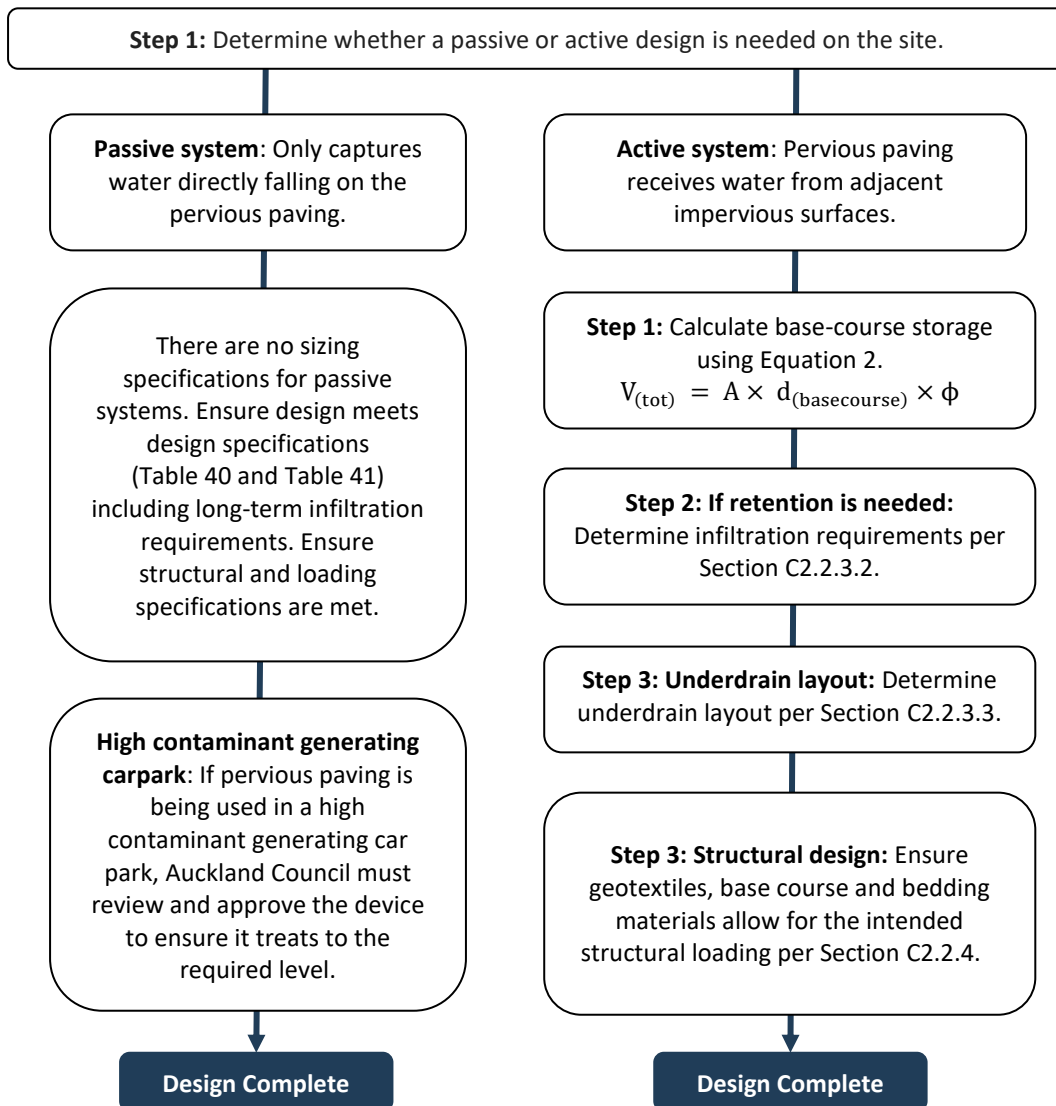 Step 1: Determine whether a passive or active design is needed on the site.
Passive system: Only captures
water directly falling on the
pervious paving.
There are no sizing
specifications for passive
systems. Ensure design meets
design specifications
(Table 40 and Table 41)
including long-term infiltration
requirements. Ensure
structural and loading
specifications are met.
High contaminant generating
carpark: If pervious paving is
being used in a high
contaminant generating car
park, Auckland Council must
review and approve the device
to ensure it treats to the
required level.
Design Complete
Active system: Pervious paving
receives water from adjacent
impervious surfaces.
Step 1: Calculate base-course storage
using Equation 2.
V(tot) = A × d(basecourse) × ϕ
Step 2: If retention is needed:
Determine infiltration requirements per
Section C2.2.3.2.
Step 3: Underdrain layout: Determine
underdrain layout per Section C2.2.3.3.
Step 3: Structural design: Ensure
geotextiles, base course and bedding
materials allow for the intended
structural loading per Section C2.2.4.
Design Complete